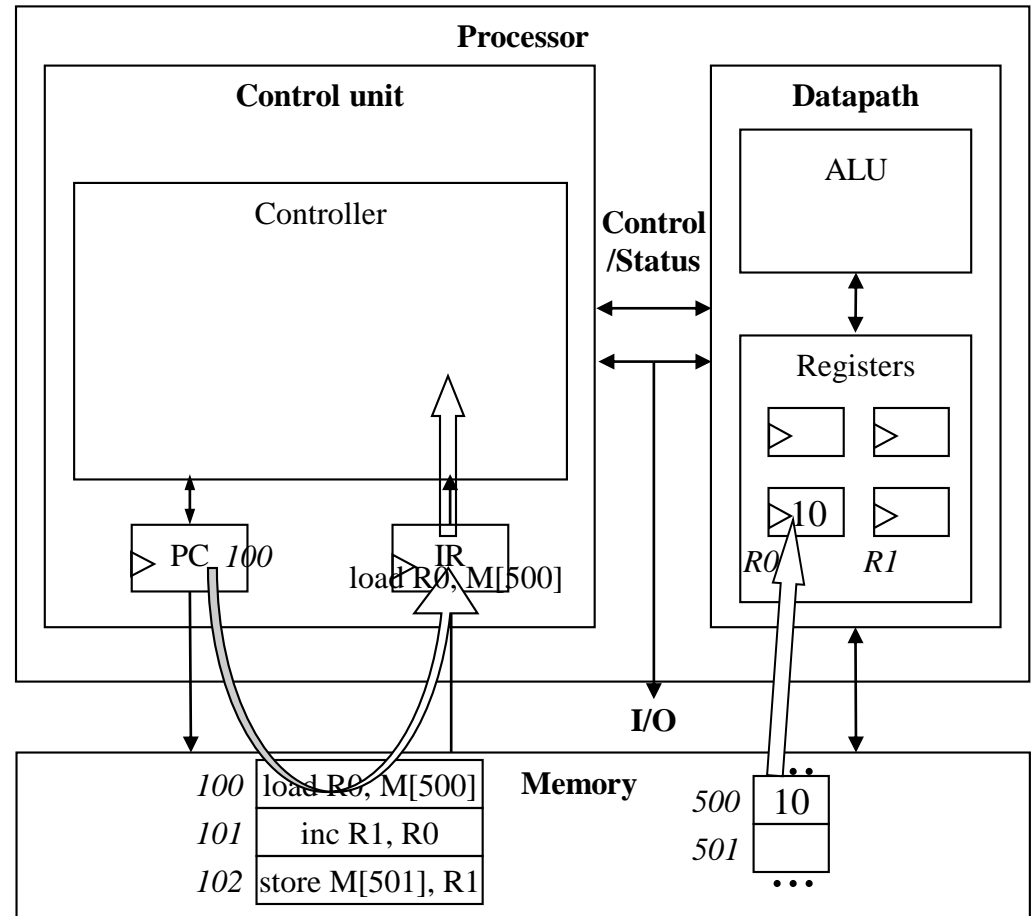 Processor
Control unit
Datapath
ALU
Controller
Control
/Status
Registers
10
PC 100
IR
load R0, M[500]
R0
R1
I/O
Memory
100 load R0, M[500]
101 inc R1, R0
102 store M[501], R1
...
500 10
501
...